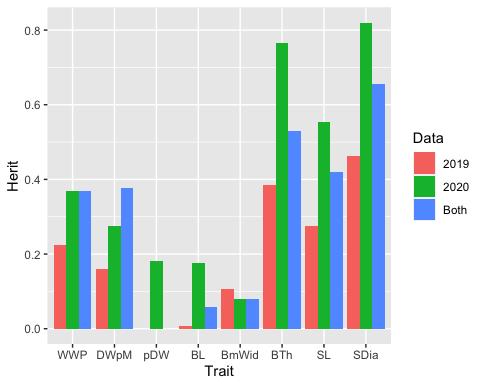 0.8
0.6
0.4
0.2
0.0
Herit
WWP DWpM pDW BL BmWid BTh SL SDia
Trait
Data
2019
2020
Both